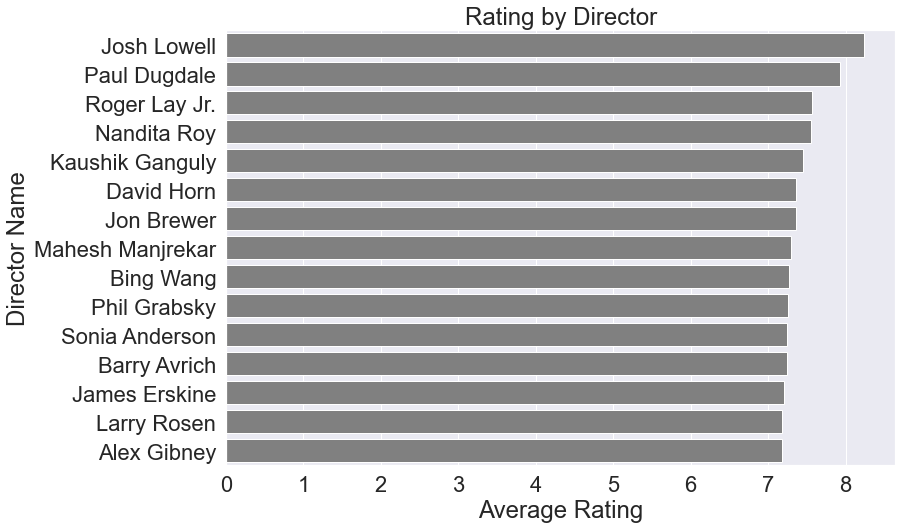 Rating by Director
Director Name
Josh Lowell
Paul Dugdale
Roger Lay Jr.
Nandita Roy
Kaushik Ganguly
David Horn
Jon Brewer
Mahesh Manjrekar
Bing Wang
Phil Grabsky
Sonia Anderson
Barry Avrich
James Erskine
Larry Rosen
Alex Gibney
0 1 2 3 4 5 6 7 8
Average Rating